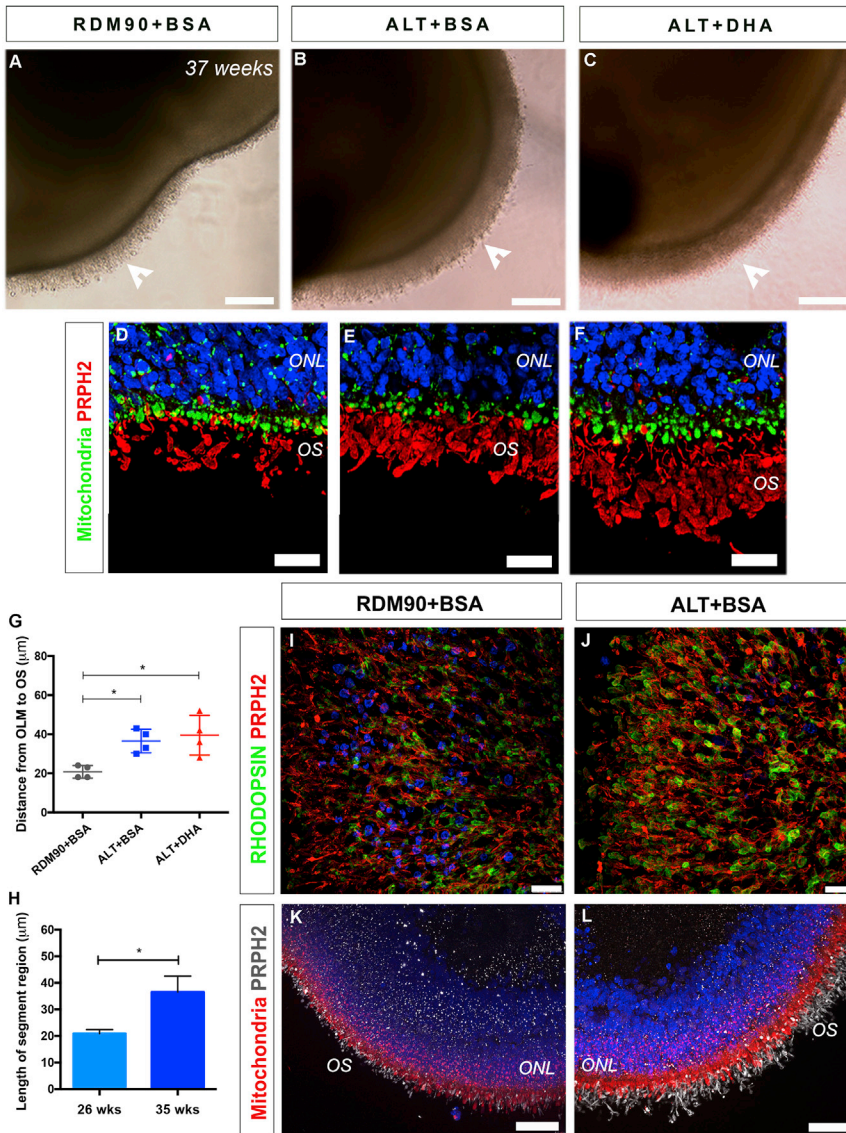 RDM90+BSA
ALT+BSA
ALT+DHA
A
37 weeks
B
C
Mitochondria PRPH2
D
ONL
OS
E
ONL
OS
F
ONL
OS
G
Distance from OLM to OS (μm)
80
60
40
20
0
*
*
RDM90+BSA
ALT+BSA
ALT+DHA
H
Length of segment region (μm)
60
50
40
30
20
10
0
*
26 wks
35 wks
RDM90+BSA
ALT+BSA
RHODOPSIN PRPH2
I
J
Mitochondria PRPH2
K
OS
ONL
L
ONL
OS